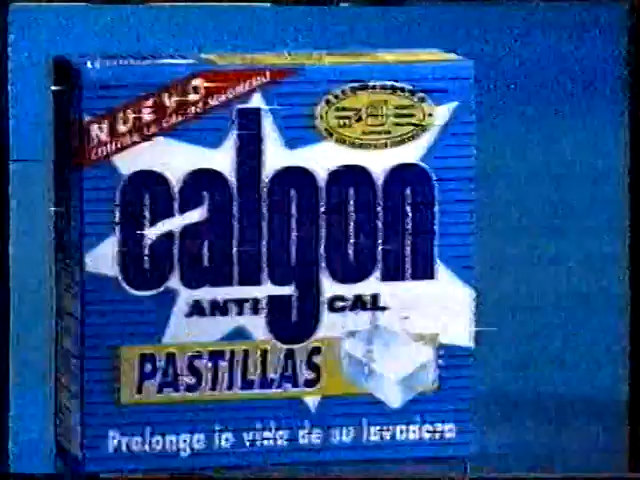 NUEVO
calgon
ANTI CAL
PASTILLAS
Prolonga la vida de su lavadora